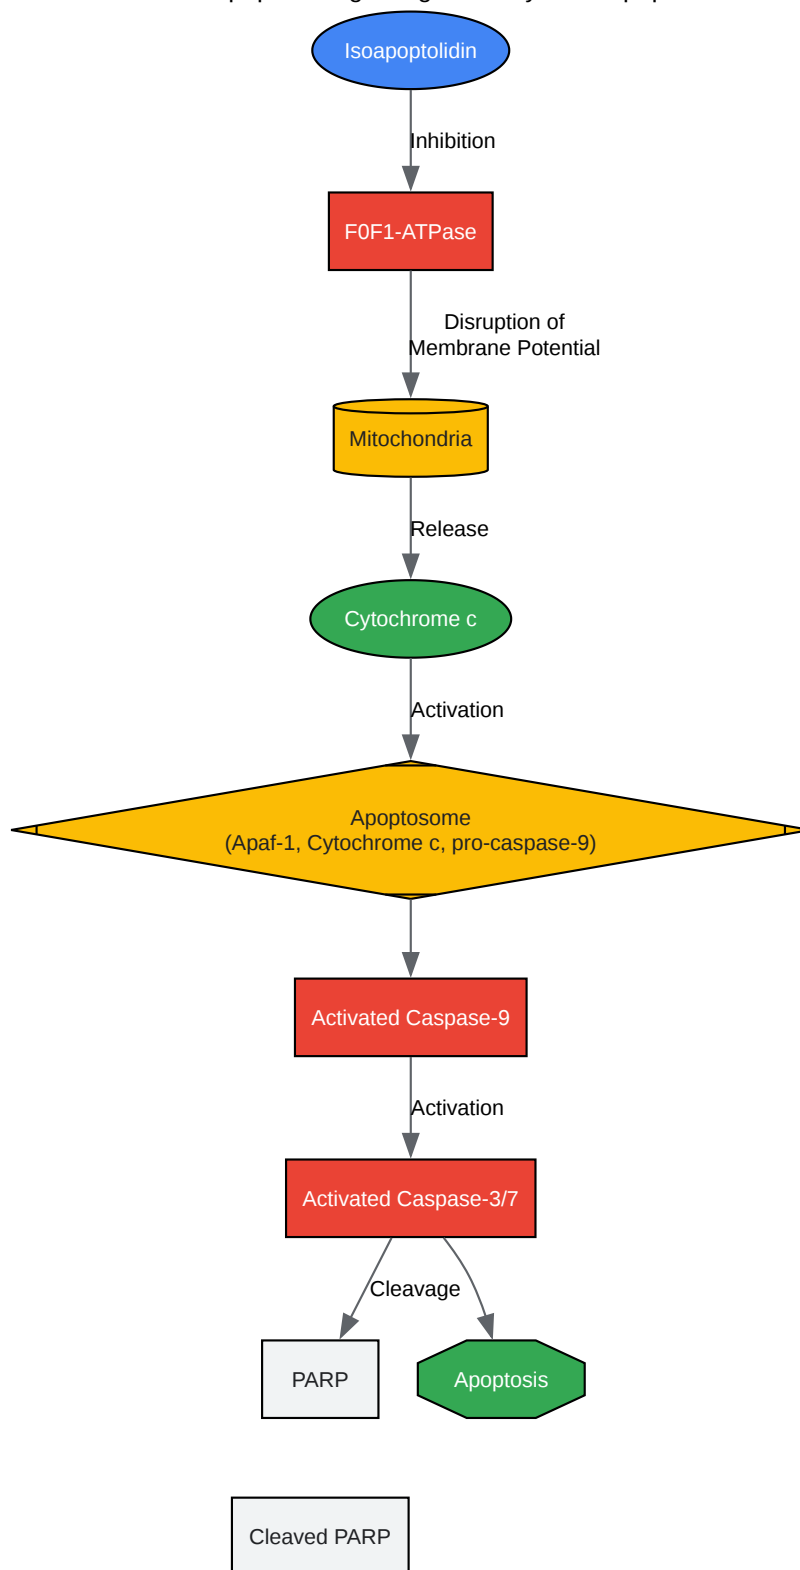 Isoapoptolidin
Inhibition
F0F1-ATPase
Disruption of
Membrane Potential
Mitochondria
Release
Cytochrome c
Activation
Apoptosome
(Apaf-1, Cytochrome c, pro-caspase-9)
Activated Caspase-9
Activation
Activated Caspase-3/7
Cleavage
PARP
Apoptosis
Cleaved PARP